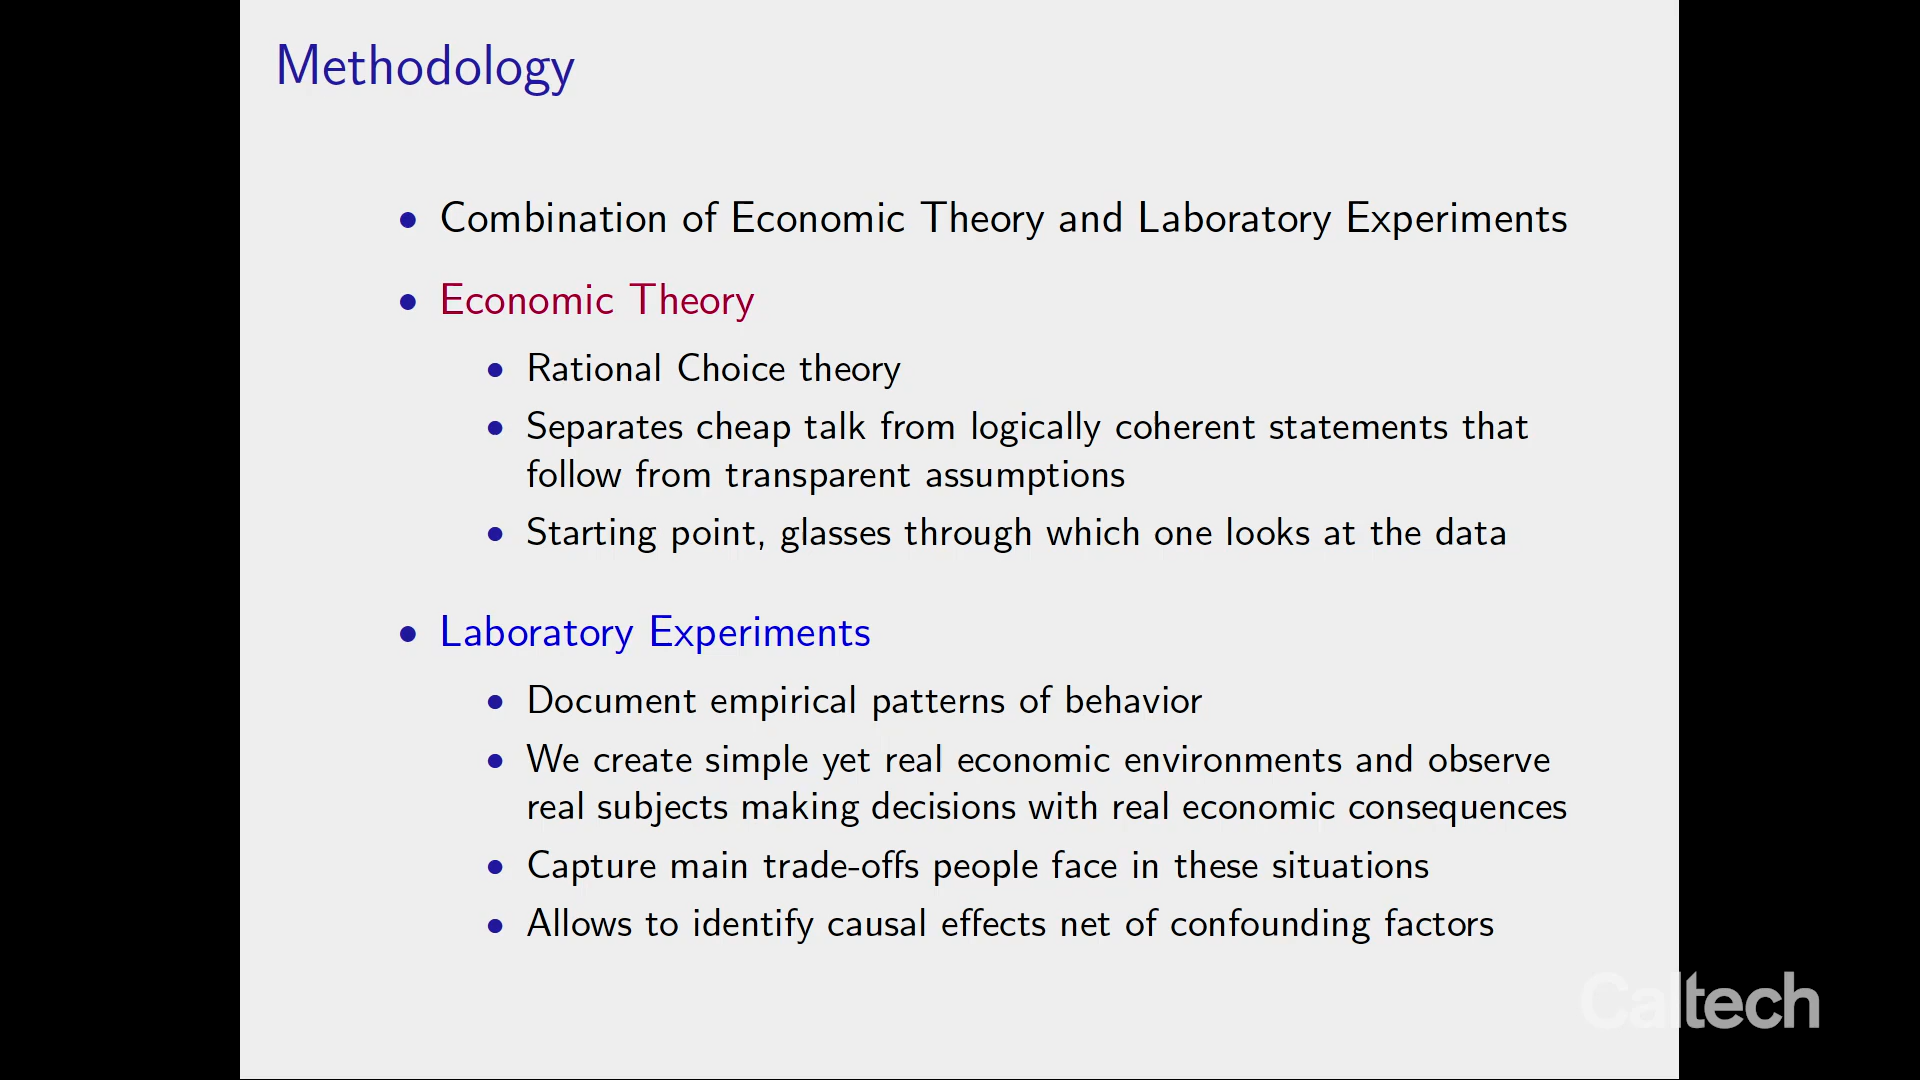 Methodology
• Combination of Economic Theory and Laboratory Experiments
• Economic Theory
• Rational Choice theory
• Separates cheap talk from logically coherent statements that
follow from transparent assumptions
• Starting point, glasses through which one looks at the data
• Laboratory Experiments
• Document empirical patterns of behavior
• We create simple yet real economic environments and observe
real subjects making decisions with real economic consequences
• Capture main trade-offs people face in these situations
• Allows to identify causal effects net of confounding factors
Caltech